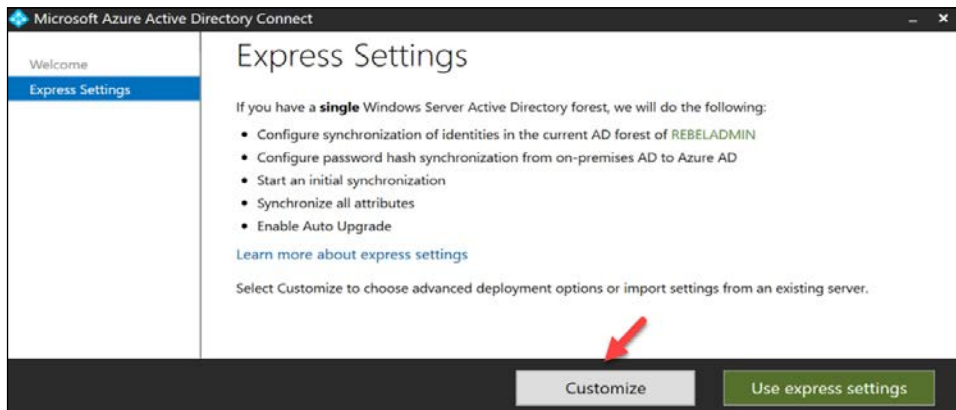 Microsoft Azure Active Directory Connect
Welcome
Express Settings
Express Settings
If you have a single Windows Server Active Directory forest, we will do the following:
• Configure synchronization of identities in the current AD forest of REBELADMIN
• Configure password hash synchronization from on-premises AD to Azure AD
• Start an initial synchronization
• Synchronize all attributes
• Enable Auto Upgrade
Learn more about express settings
Select Customize to choose advanced deployment options or import settings from an existing server.
Customize
Use express settings